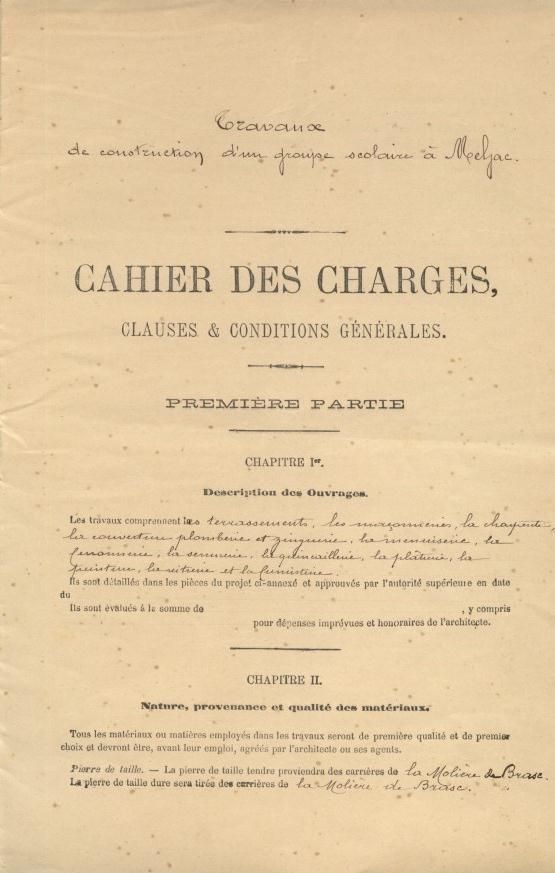 Travaux
de construction d'un groupe scolaire à Meljac.
CAHIER DES CHARGES,
CLAUSES & CONDITIONS GÉNÉRALES.
PREMIÈRE PARTIE
CHAPITRE Ier.
Description des Ouvrages.
Les travaux comprennent les terrassements, les maçonneries, la charpente,
la couverture plomberie et zinguerie, la menuiserie, la
ferronnerie, la serrurerie, la quincaillerie, la plâtrerie, la
peinture, la vitrerie et la fumisterie.
Ils sont détaillés dans les pièces du projet ci-annexé et approuvés par l'autorité supérieure en date
du
Ils sont évalués à la somme de , y compris
pour dépenses imprévues et honoraires de l'architecte.
CHAPITRE II.
Nature, provenance et qualité des matériaux.
Tous les matériaux ou matières employés dans les travaux seront de première qualité et de premier
choix et devront être, avant leur emploi, agréés par l'architecte ou ses agents.
Pierre de taille. — La pierre de taille tendre proviendra des carrières de la Molière de Brasc.
La pierre de taille dure sera tirée des carrières de la Molière de Brasc.